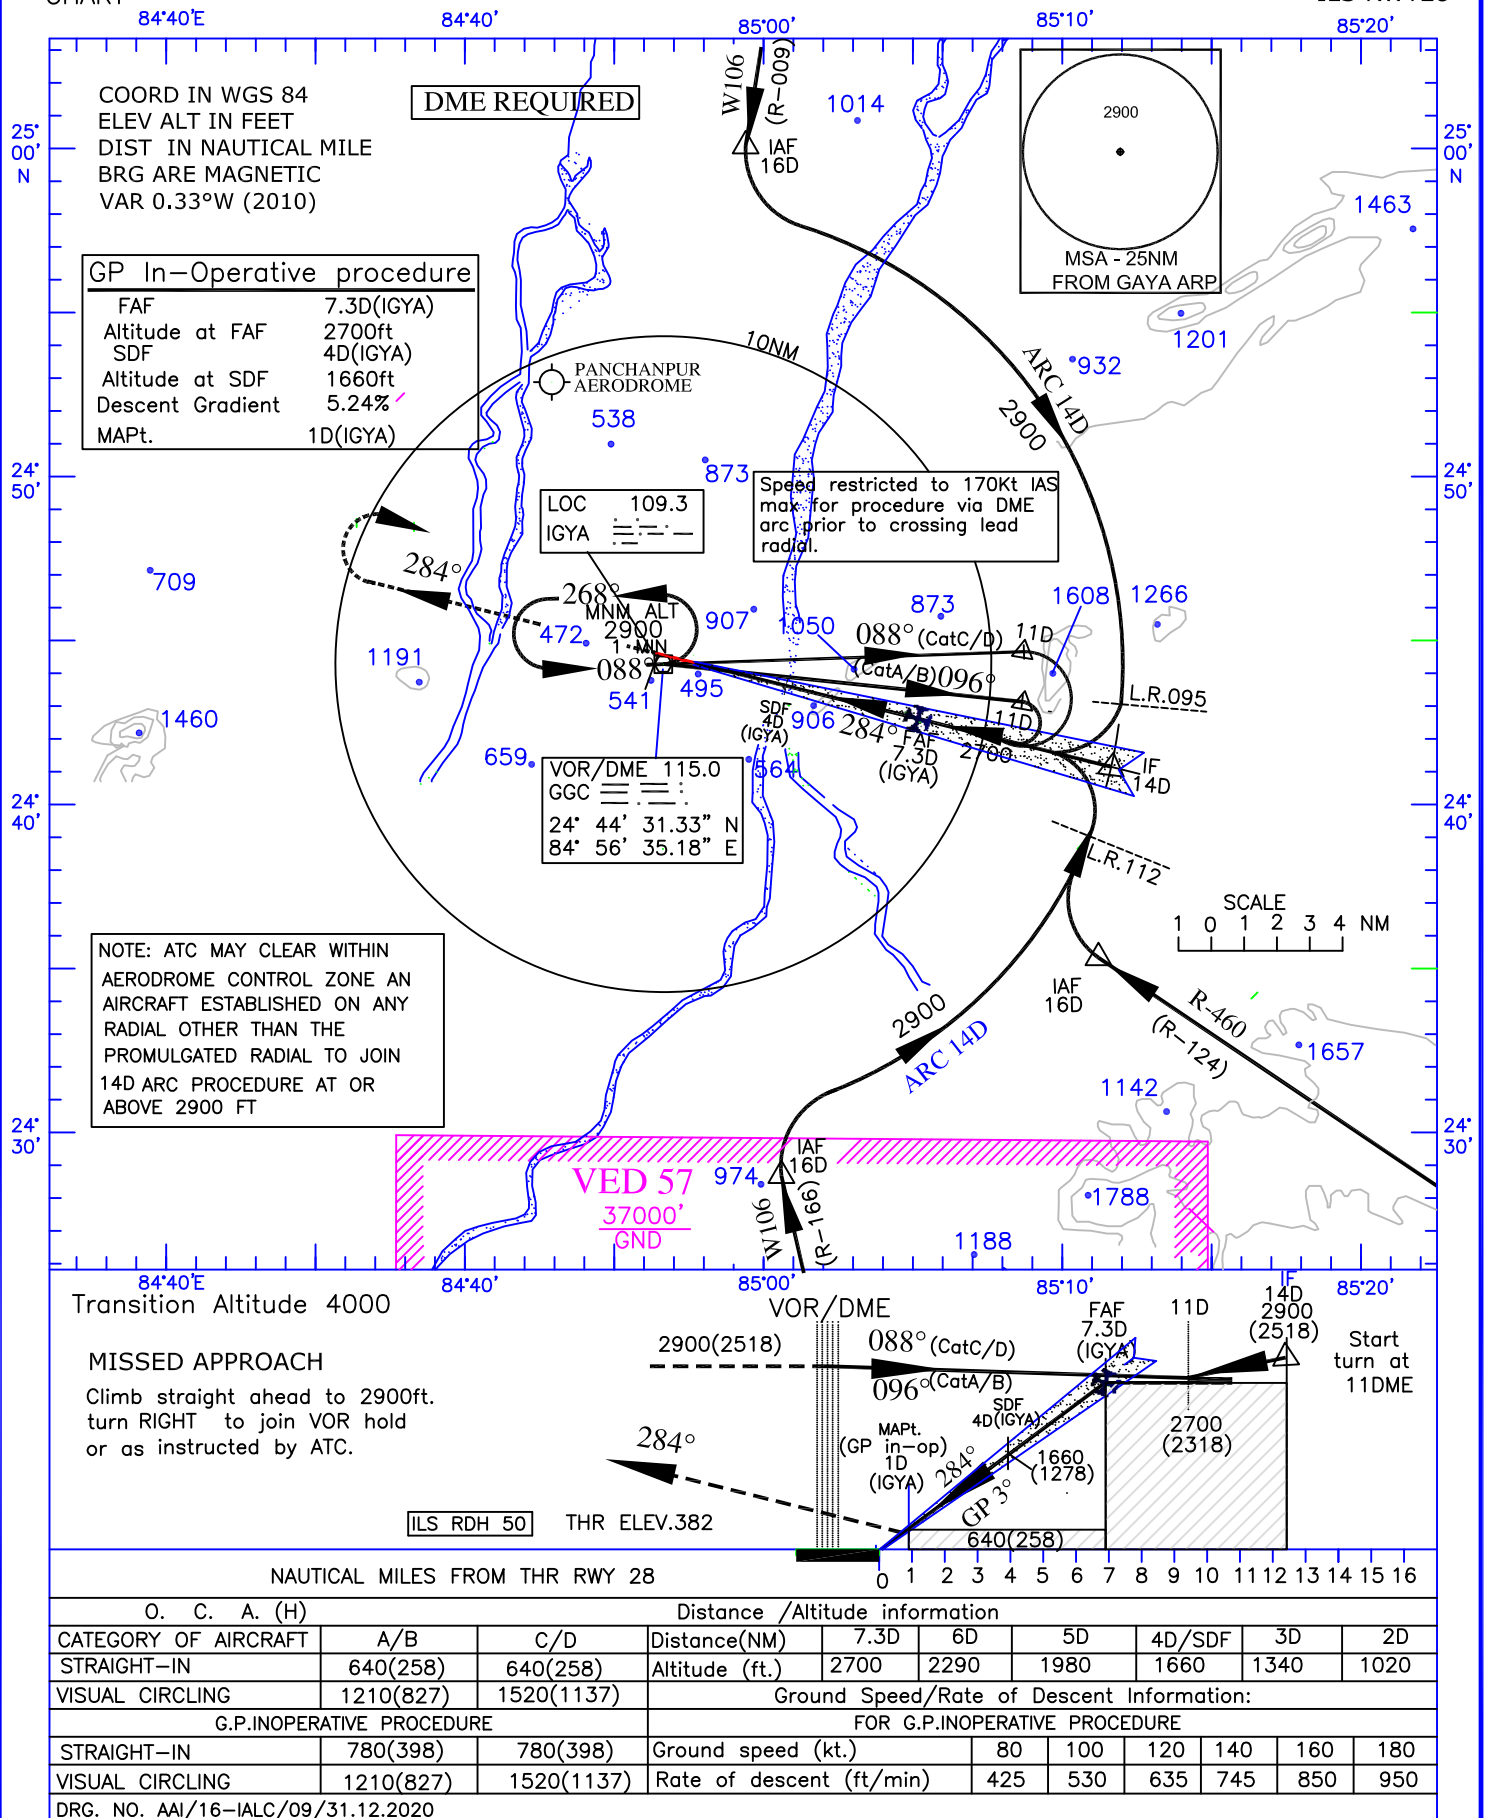 84°40'E
84°40'
85°00'
85°10'
85°20'
COORD IN WGS 84
ELEV ALT IN FEET
DIST IN NAUTICAL MILE
BRG ARE MAGNETIC
VAR 0.33°W (2010)
DME REQUIRED
W106
(R-009)
IAF
16D
1014
2900
MSA - 25NM
FROM GAYA ARP
25°
00'
N
25°
00'
N
1463
1201
932
GP In-Operative procedure
FAF 7.3D(IGYA)
Altitude at FAF 2700ft
SDF 4D(IGYA)
Altitude at SDF 1660ft
Descent Gradient 5.24%
MAPt. 1D(IGYA)
10NM
PANCHANPUR
AERODROME
538
873
ARC 14D
2900
24°
50'
24°
50'
LOC 109.3
IGYA
Speed restricted to 170Kt IAS
max for procedure via DME
arc prior to crossing lead
radial.
284°
709
268°
MNM ALT
2900
1 MIN
088°
472
907
1050
873
1608
1266
088° (CatC/D)
11D
(CatA/B) 096°
11D
L.R.095
1191
1460
541
495
SDF
4D
(IGYA)
906
284°
FAF
7.3D
(IGYA)
2700
IF
14D
659
564
VOR/DME 115.0
GGC
24° 44' 31.33" N
84° 56' 35.18" E
24°
40'
24°
40'
L.R.112
SCALE
1 0 1 2 3 4 NM
NOTE: ATC MAY CLEAR WITHIN
AERODROME CONTROL ZONE AN
AIRCRAFT ESTABLISHED ON ANY
RADIAL OTHER THAN THE
PROMULGATED RADIAL TO JOIN
14D ARC PROCEDURE AT OR
ABOVE 2900 FT
IAF
16D
R-460
(R-124)
2900
ARC 14D
1657
1142
24°
30'
24°
30'
VED 57
37000'
GND
974
IAF
16D
W106
(R-166)
1788
1188
84°40'E
84°40'
85°00'
85°10'
85°20'
Transition Altitude 4000
MISSED APPROACH
Climb straight ahead to 2900ft.
turn RIGHT to join VOR hold
or as instructed by ATC.
VOR/DME
2900(2518)
088° (CatC/D)
096° (CatA/B)
FAF
7.3D
(IGYA)
11D
IF
14D
2900
(2518)
Start
turn at
11DME
SDF
4D(IGYA)
MAPt.
(GP in-op)
1D
(IGYA)
284°
284°
GP 3°
1660
(1278)
2700
(2318)
640(258)
ILS RDH 50
THR ELEV.382
NAUTICAL MILES FROM THR RWY 28
0 1 2 3 4 5 6 7 8 9 10 11 12 13 14 15 16
O. C. A. (H) Distance /Altitude information
CATEGORY OF AIRCRAFT A/B C/D Distance(NM) 7.3D 6D 5D 4D/SDF 3D 2D
STRAIGHT-IN 640(258) 640(258) Altitude (ft.) 2700 2290 1980 1660 1340 1020
VISUAL CIRCLING 1210(827) 1520(1137) Ground Speed/Rate of Descent Information:
G.P.INOPERATIVE PROCEDURE FOR G.P.INOPERATIVE PROCEDURE
STRAIGHT-IN 780(398) 780(398) Ground speed (kt.) 80 100 120 140 160 180
VISUAL CIRCLING 1210(827) 1520(1137) Rate of descent (ft/min) 425 530 635 745 850 950
DRG. NO. AAI/16-IALC/09/31.12.2020